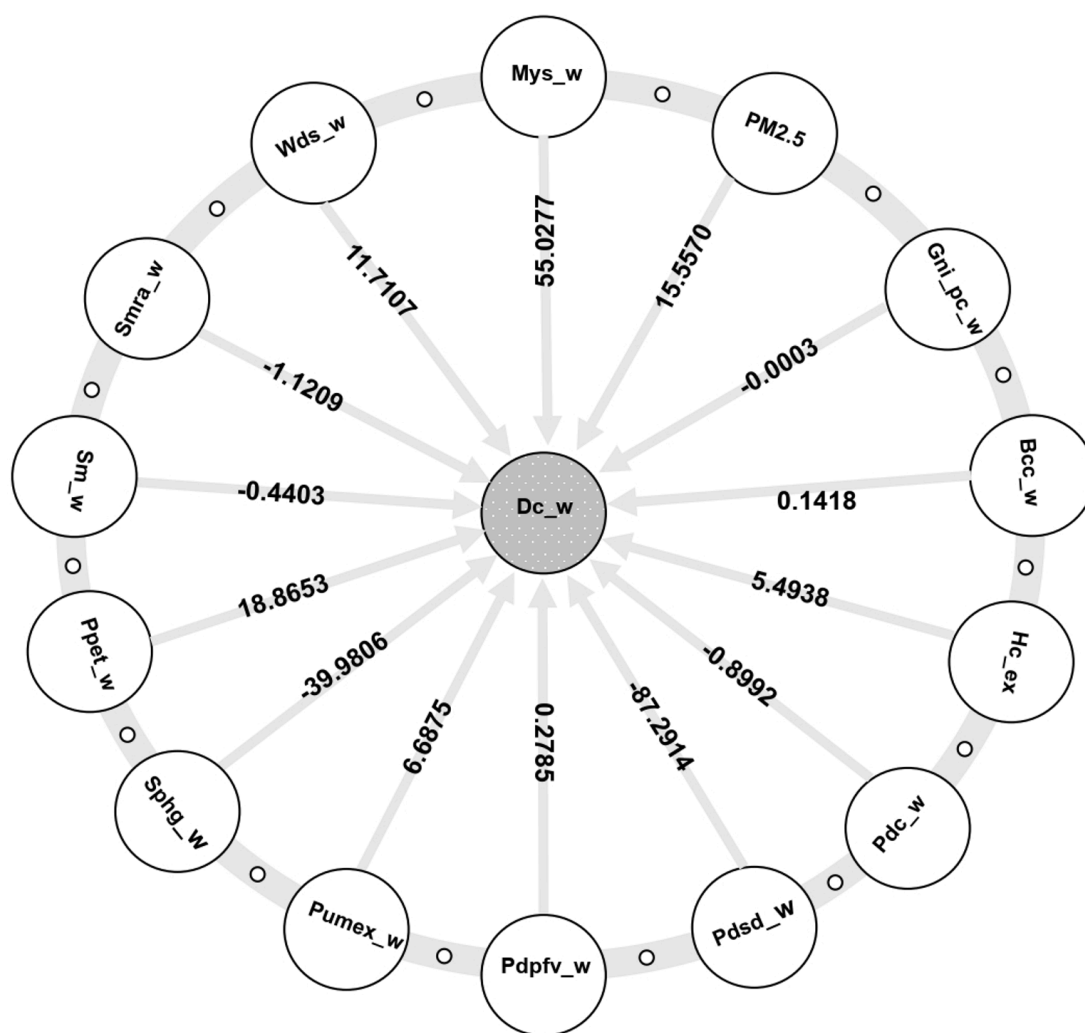 Mys_w
PM2.5
Wds_w
Gni_pc_w
Smra_w
55.0277
15.5570
11.7107
-0.0003
-1.1209
Sm_w
Bcc_w
-0.4403
0.1418
Dc_w
5.4938
18.8653
Hc_ex
Ppet_w
-39.9806
-0.8992
6.6875
0.2785
-87.2914
Sphg_W
Pdc_w
Pumex_w
Pdpfv_w
Pdsd_W